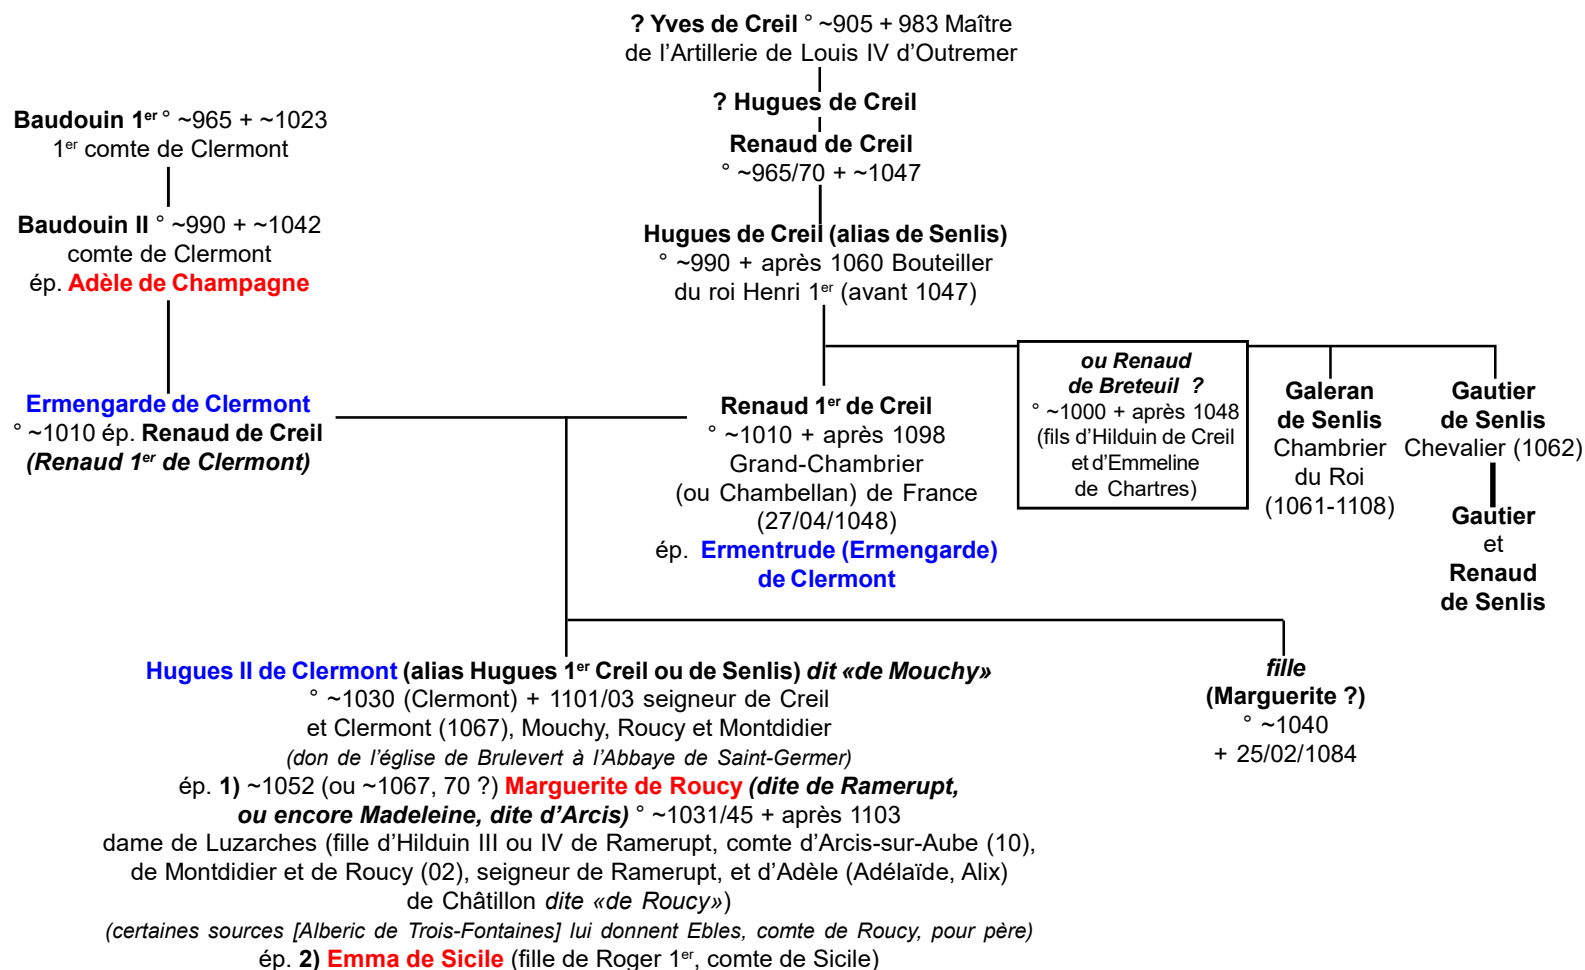 ? Yves de Creil ° ~905 + 983 Maître
de l’Artillerie de Louis IV d’Outremer
? Hugues de Creil
Renaud de Creil
° ~965/70 + ~1047
Hugues de Creil (alias de Senlis)
° ~990 + après 1060 Bouteiller
du roi Henri 1er (avant 1047)
Baudouin 1er ° ~965 + ~1023
1er comte de Clermont
Baudouin II ° ~990 + ~1042
comte de Clermont
ép. Adèle de Champagne
Ermengarde de Clermont
° ~1010 ép. Renaud de Creil
(Renaud 1er de Clermont)
Renaud 1er de Creil
° ~1010 + après 1098
Grand-Chambrier
(ou Chambellan) de France
(27/04/1048)
ép. Ermentrude (Ermengarde)
de Clermont
ou Renaud
de Breteuil ?
° ~1000 + après 1048
(fils d’Hilduin de Creil
et d’Emmeline
de Chartres)
Galeran
de Senlis
Chambrier
du Roi
(1061-1108)
Gautier
de Senlis
Chevalier (1062)
Gautier
et
Renaud
de Senlis
Hugues II de Clermont (alias Hugues 1er Creil ou de Senlis) dit «de Mouchy»
° ~1030 (Clermont) + 1101/03 seigneur de Creil
et Clermont (1067), Mouchy, Roucy et Montdidier
(don de l’église de Brulevert à l’Abbaye de Saint-Germer)
ép. 1) ~1052 (ou ~1067, 70 ?) Marguerite de Roucy (dite de Ramerupt,
ou encore Madeleine, dite d’Arcis) ° ~1031/45 + après 1103
dame de Luzarches (fille d’Hilduin III ou IV de Ramerupt, comte d’Arcis-sur-Aube (10),
de Montdidier et de Roucy (02), seigneur de Ramerupt, et d’Adèle (Adélaïde, Alix)
de Châtillon dite «de Roucy»)
(certaines sources [Alberic de Trois-Fontaines] lui donnent Ebles, comte de Roucy, pour père)
ép. 2) Emma de Sicile (fille de Roger 1er, comte de Sicile)
fille
(Marguerite ?)
° ~1040
+ 25/02/1084